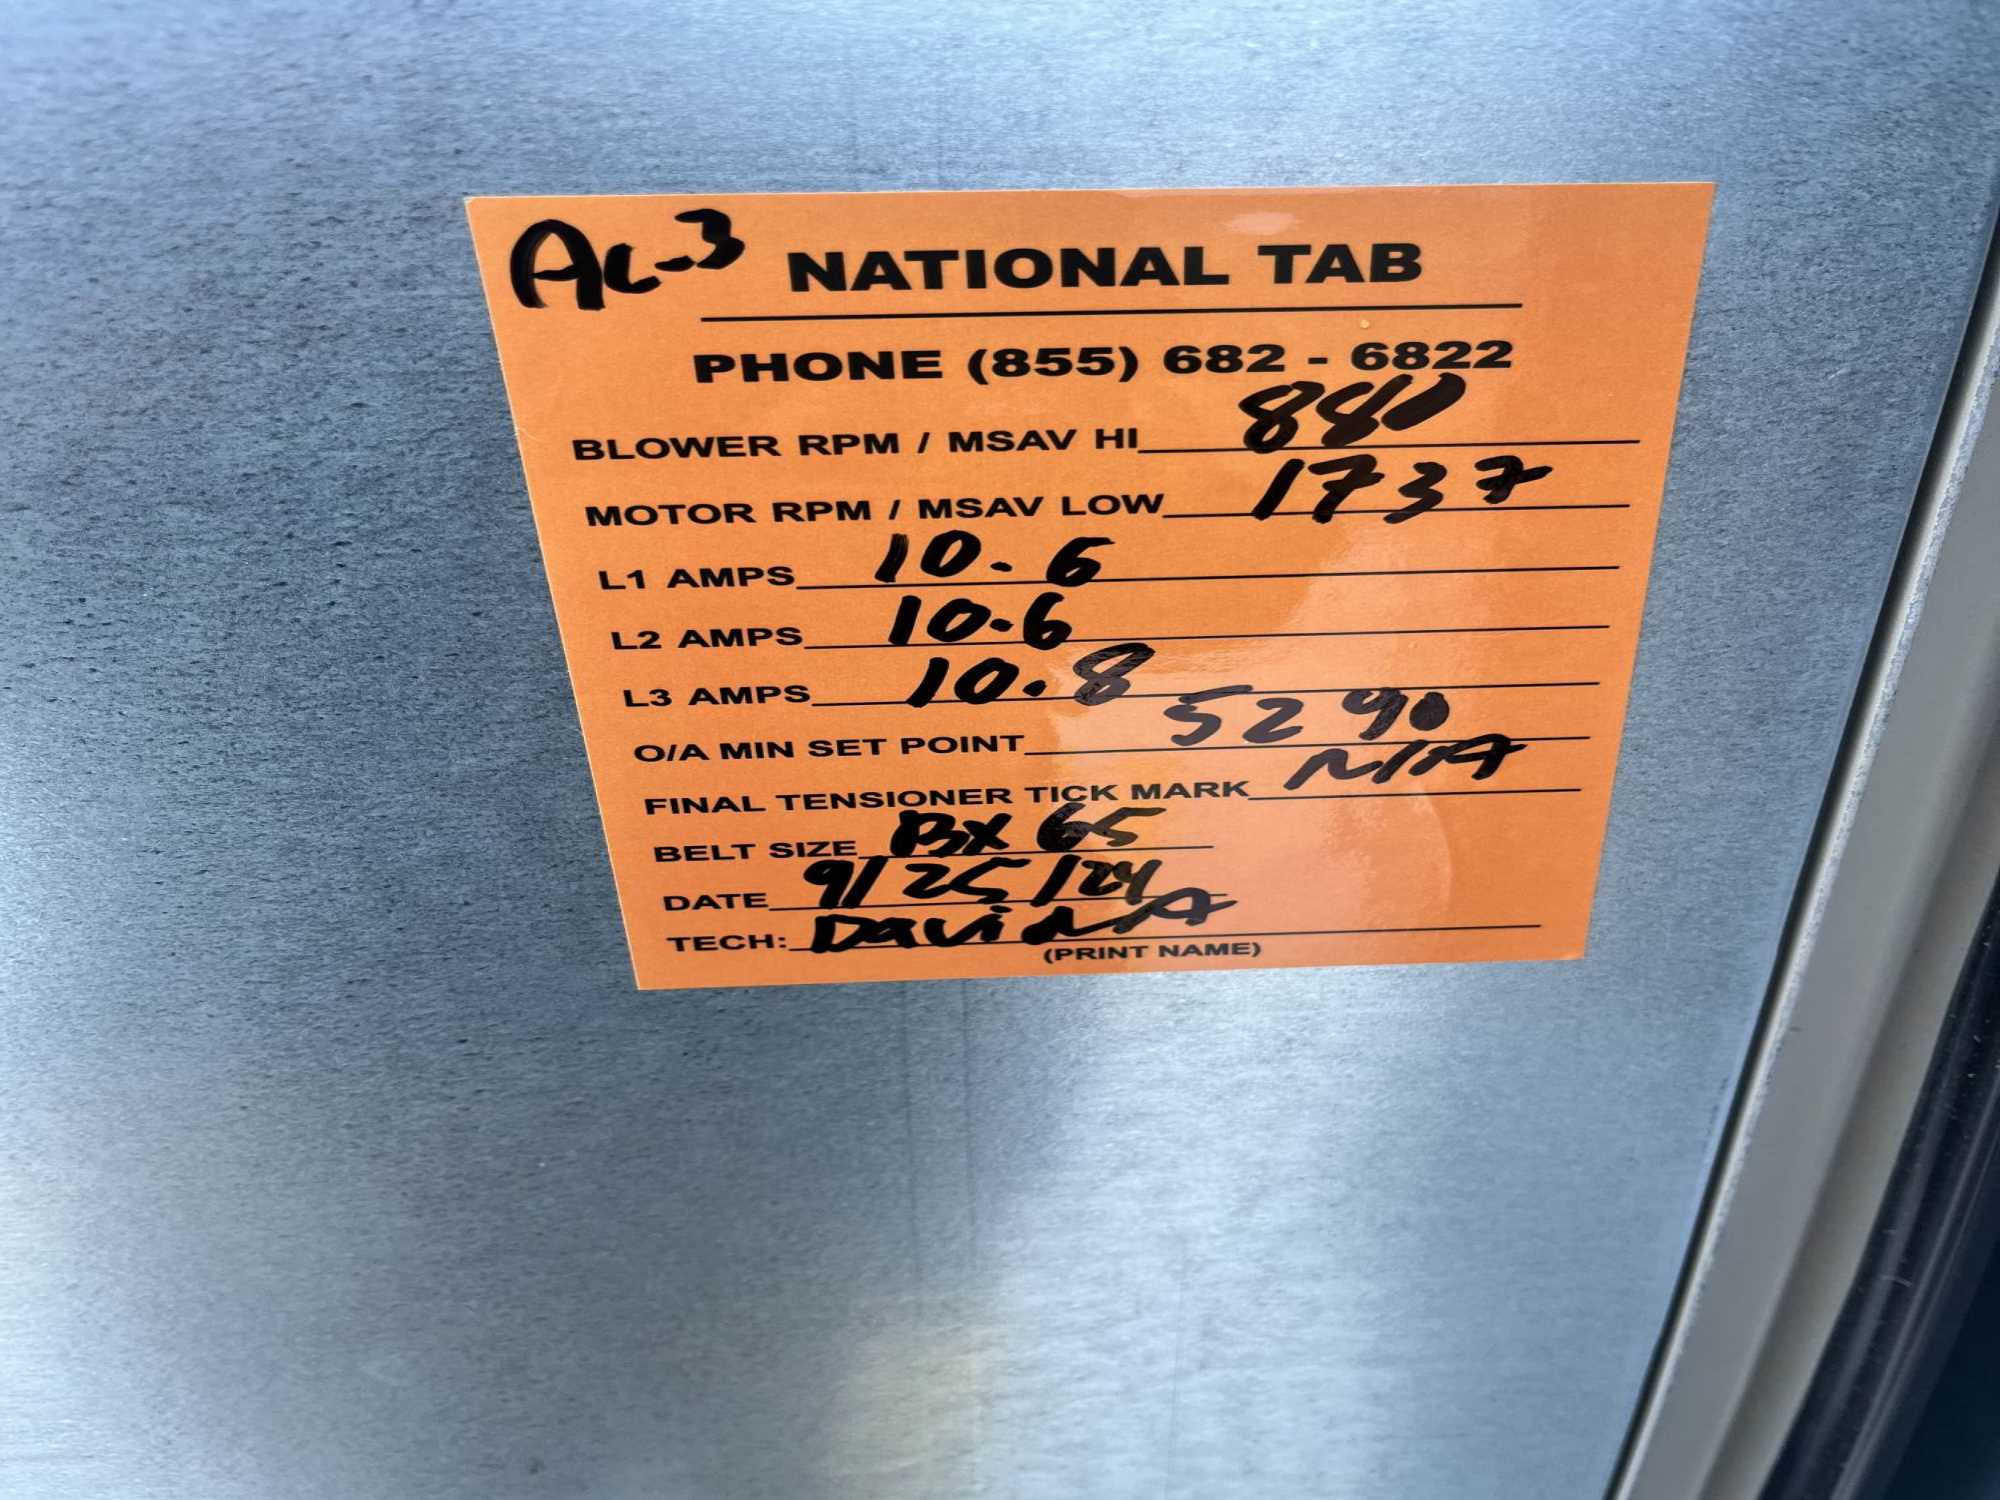 AC-3 NATIONAL TAB
PHONE (855) 682 - 6822
BLOWER RPM / MSAV HI 880
MOTOR RPM / MSAV LOW 1737
L1 AMPS 10.6
L2 AMPS 10.6
L3 AMPS 10.8
O/A MIN SET POINT
FINAL TENSIONER TICK MARK N/A
BELT SIZE BX 65
DATE 9/25/24
TECH: David A
(PRINT NAME)